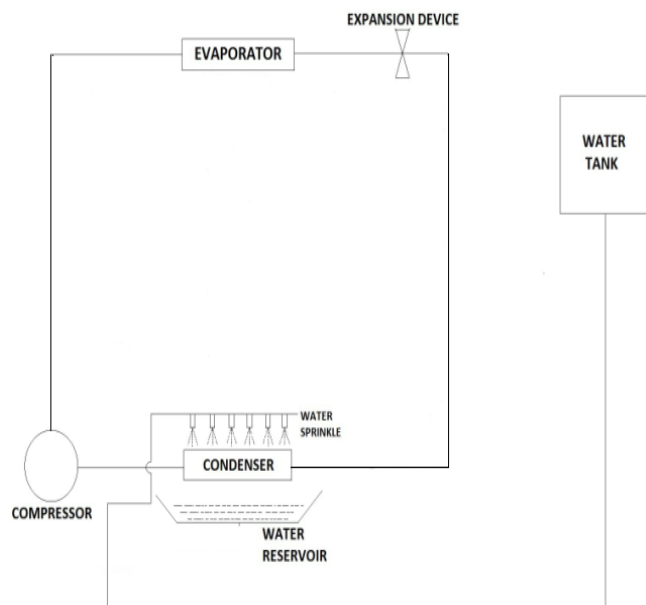 EXPANSION DEVICE
EVAPORATOR
WATER
TANK
WATER
SPRINKLE
CONDENSER
COMPRESSOR
WATER
RESERVOIR